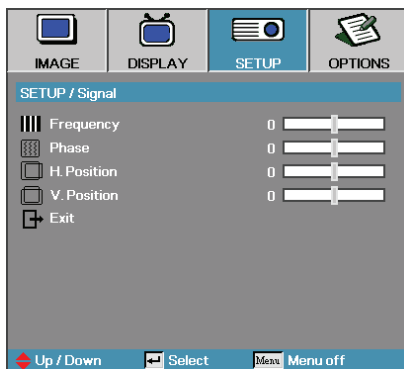 IMAGE DISPLAY SETUP OPTIONS
SETUP / Signal
Frequency 0
Phase 0
H. Position 0
V. Position 0
Exit
Up / Down Select Menu Menu off